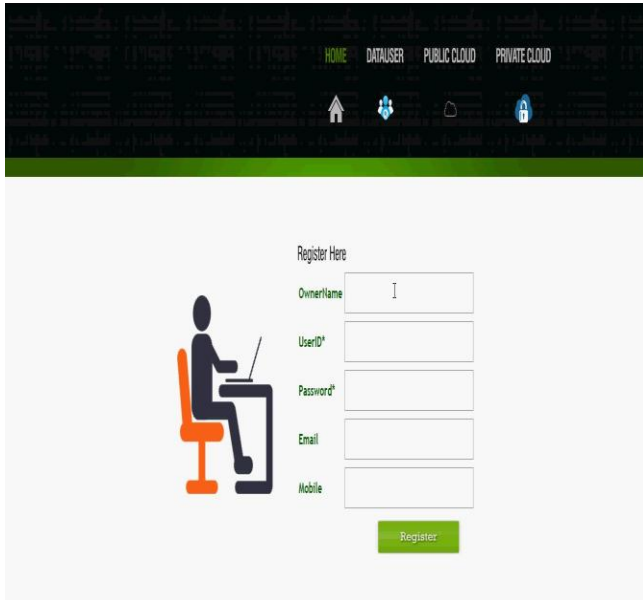 HOME DATAUSER PUBLIC CLOUD PRIVATE CLOUD
Register Here
OwnerName
UserID*
Password*
Email
Mobile
Register